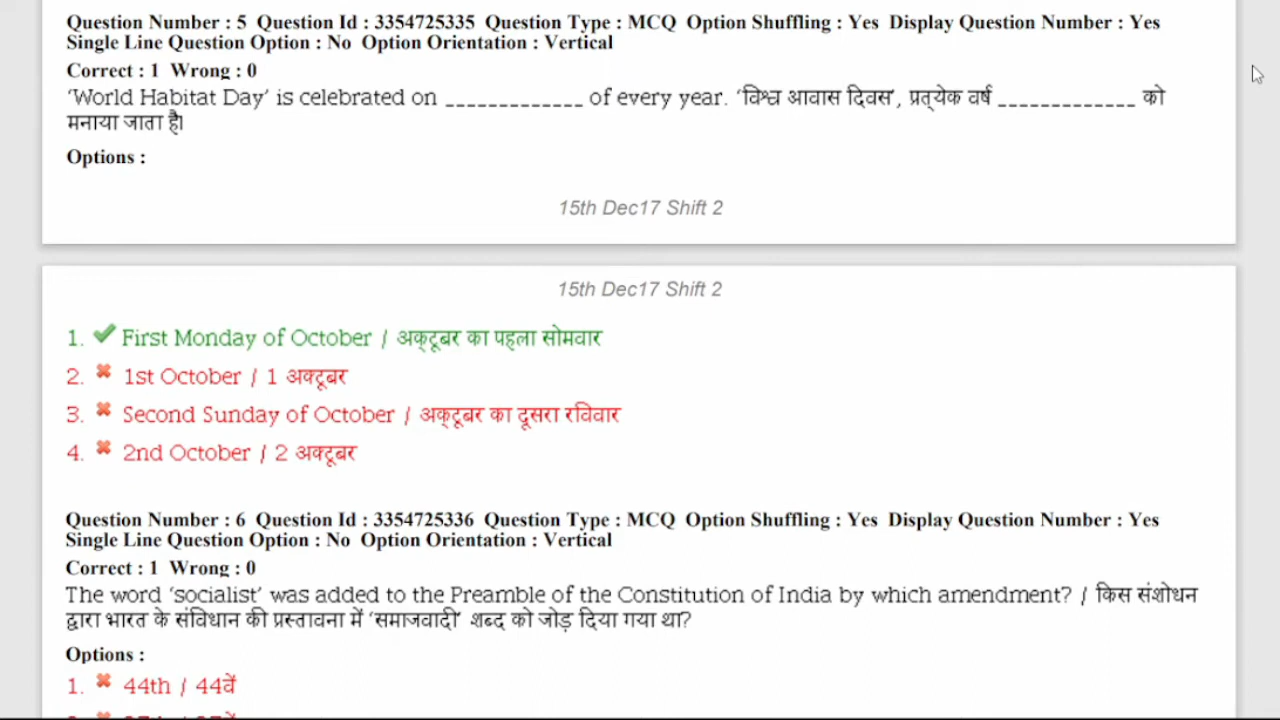 Question Number : 5 Question Id : 3354725335 Question Type : MCQ Option Shuffling : Yes Display Question Number : Yes
Single Line Question Option : No Option Orientation : Vertical
Correct : 1 Wrong : 0
‘World Habitat Day’ is celebrated on _____________ of every year. ‘विश्व आवास दिवस’, प्रत्येक वर्ष _____________ को
मनाया जाता है।
Options :
15th Dec17 Shift 2
15th Dec17 Shift 2
1. ✔ First Monday of October / अक्टूबर का पहला सोमवार
2. ✖ 1st October / 1 अक्टूबर
3. ✖ Second Sunday of October / अक्टूबर का दूसरा रविवार
4. ✖ 2nd October / 2 अक्टूबर
Question Number : 6 Question Id : 3354725336 Question Type : MCQ Option Shuffling : Yes Display Question Number : Yes
Single Line Question Option : No Option Orientation : Vertical
Correct : 1 Wrong : 0
The word ‘socialist’ was added to the Preamble of the Constitution of India by which amendment? / किस संशोधन
द्वारा भारत के संविधान की प्रस्तावना में ‘समाजवादी’ शब्द को जोड़ दिया गया था?
Options :
1. ✖ 44th / 44वें